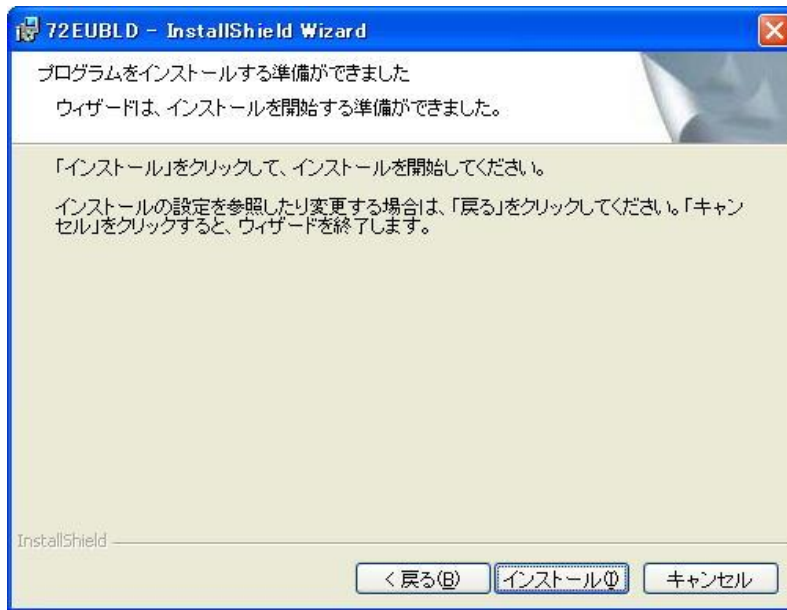 72EUBLD - InstallShield Wizard
プログラムをインストールする準備ができました
ウィザードは、インストールを開始する準備ができました。
「インストール」をクリックして、インストールを開始してください。
インストールの設定を参照したり変更する場合は、「戻る」をクリックしてください。「キャン
セル」をクリックすると、ウィザードを終了します。
InstallShield
< 戻る(B)
インストール(I)
キャンセル